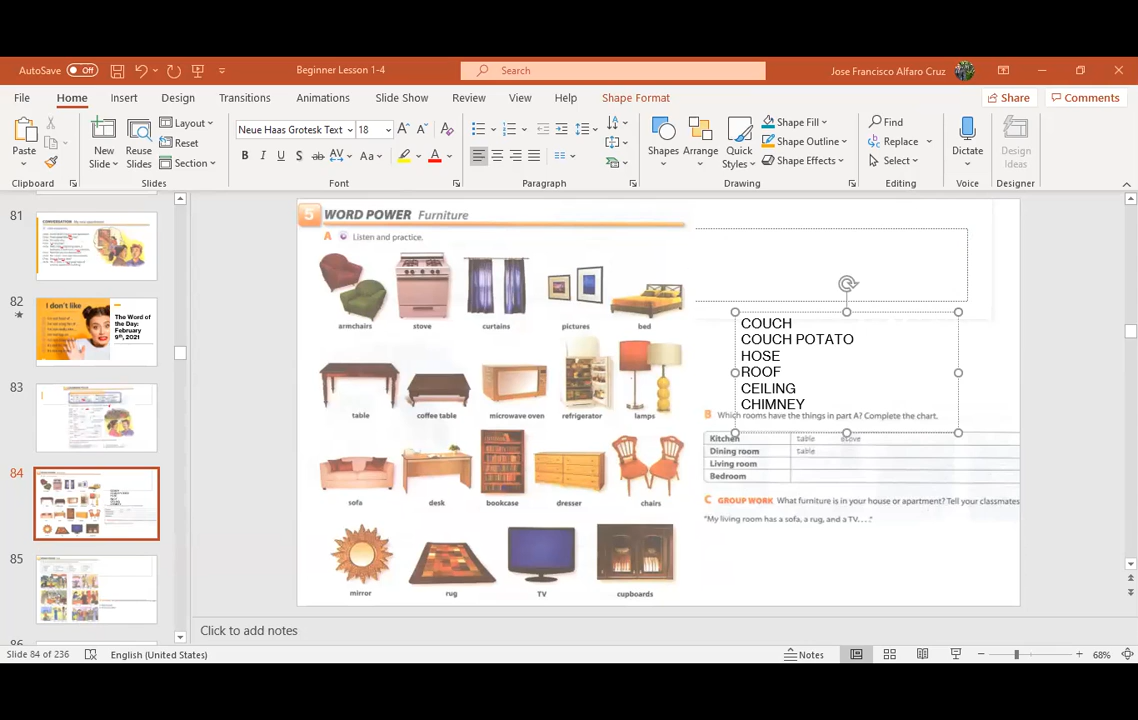 AutoSave Off Beginner Lesson 1-4 Search Jose Francisco Alfaro Cruz
File Home Insert Design Transitions Animations Slide Show Review View Help Shape Format Share Comments
Paste New Slide Reuse Slides Layout Reset Section
Neue Haas Grotesk Text 18
B I U S ab AV Aa A
Shapes Arrange Quick Styles Shape Fill Shape Outline Shape Effects
Find Replace Select Dictate Design Ideas
Clipboard Slides Font Paragraph Drawing Editing Voice Designer
81
CONVERSATION
82
I don't like
The Word of the Day: February 9th, 2021
83
84
85
86
5 WORD POWER Furniture
A Listen and practice.
armchairs stove curtains pictures bed
table coffee table microwave oven refrigerator lamps
sofa desk bookcase dresser chairs
mirror rug TV cupboards
COUCH
COUCH POTATO
HOSE
ROOF
CEILING
CHIMNEY
B Which rooms have the things in part A? Complete the chart.
Kitchen table stove
Dining room table
Living room
Bedroom
C GROUP WORK What furniture is in your house or apartment? Tell your classmates
"My living room has a sofa, a rug, and a TV. . . ."
Click to add notes
Slide 84 of 236 English (United States) Notes 68%